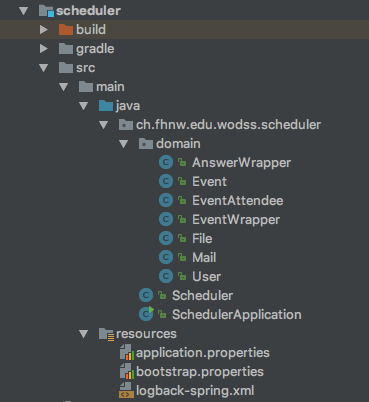 scheduler
build
gradle
src
main
java
ch.fhnw.edu.wodss.scheduler
domain
AnswerWrapper
Event
EventAttendee
EventWrapper
File
Mail
User
Scheduler
SchedulerApplication
resources
application.properties
bootstrap.properties
logback-spring.xml